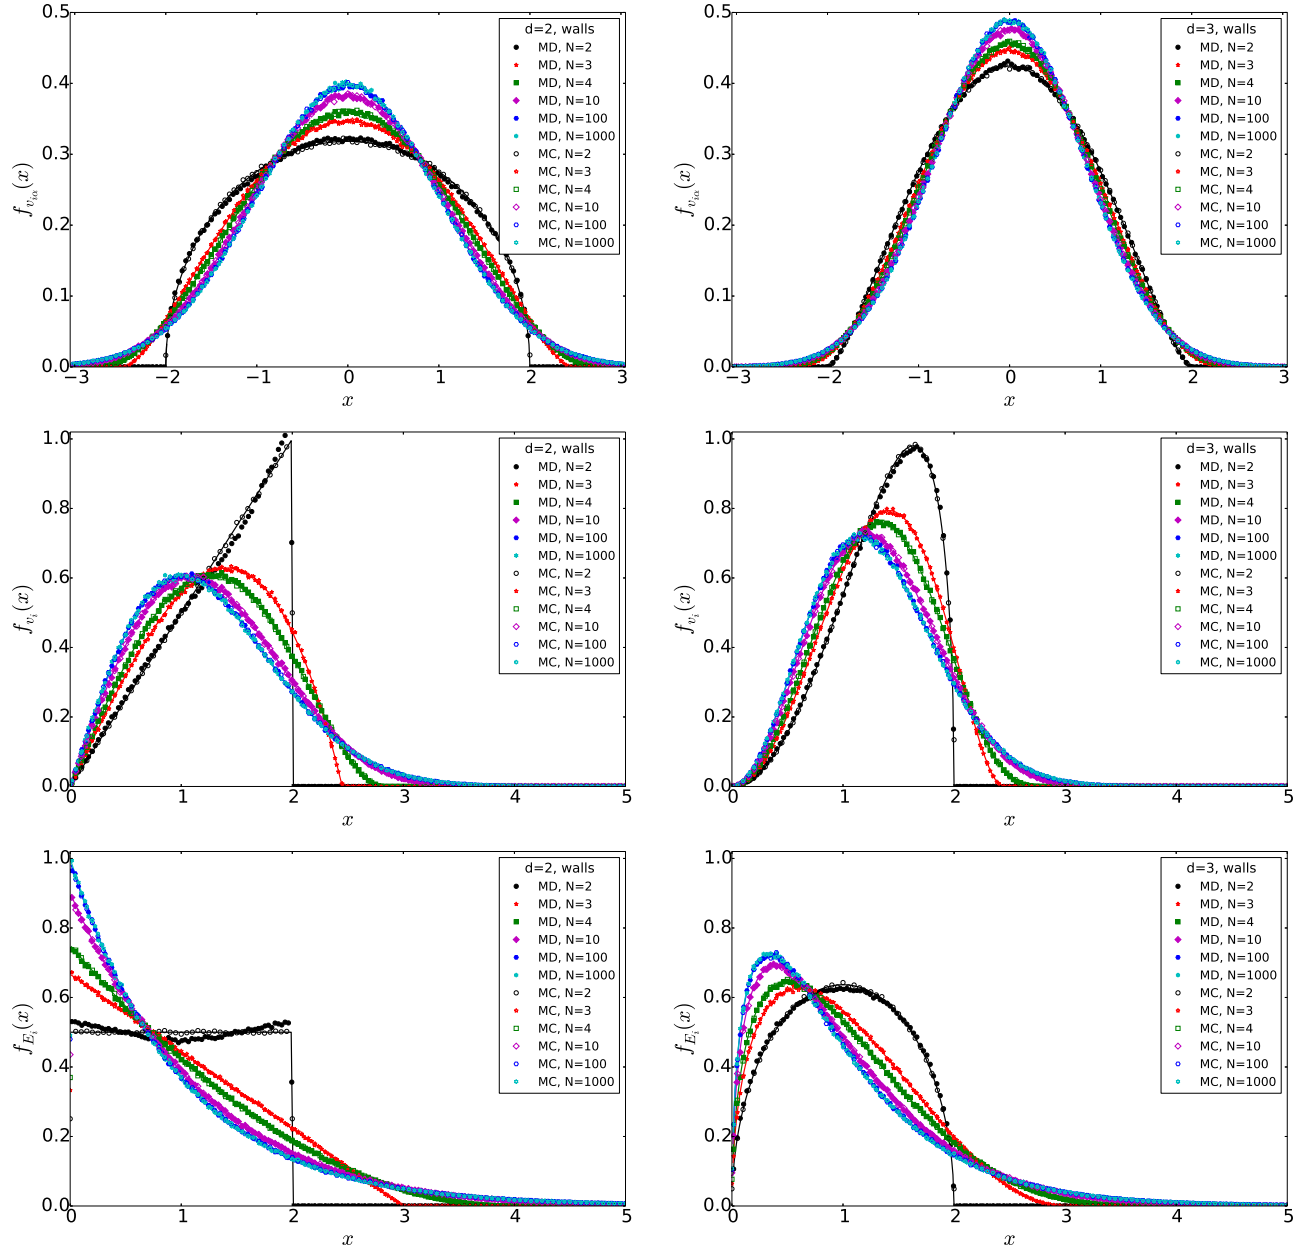 0.5
0.4
0.3
0.2
0.1
0.0
−3
−2
−1
0
1
2
3
x
f_{v_{iα}}(x)
d=2, walls
MD, N=2
MD, N=3
MD, N=4
MD, N=10
MD, N=100
MD, N=1000
MC, N=2
MC, N=3
MC, N=4
MC, N=10
MC, N=100
MC, N=1000
0.5
0.4
0.3
0.2
0.1
0.0
−3
−2
−1
0
1
2
3
x
f_{v_{iα}}(x)
d=3, walls
MD, N=2
MD, N=3
MD, N=4
MD, N=10
MD, N=100
MD, N=1000
MC, N=2
MC, N=3
MC, N=4
MC, N=10
MC, N=100
MC, N=1000
1.0
0.8
0.6
0.4
0.2
0.0
0
1
2
3
4
5
x
f_{v_i}(x)
d=2, walls
MD, N=2
MD, N=3
MD, N=4
MD, N=10
MD, N=100
MD, N=1000
MC, N=2
MC, N=3
MC, N=4
MC, N=10
MC, N=100
MC, N=1000
1.0
0.8
0.6
0.4
0.2
0.0
0
1
2
3
4
5
x
f_{v_i}(x)
d=3, walls
MD, N=2
MD, N=3
MD, N=4
MD, N=10
MD, N=100
MD, N=1000
MC, N=2
MC, N=3
MC, N=4
MC, N=10
MC, N=100
MC, N=1000
1.0
0.8
0.6
0.4
0.2
0.0
0
1
2
3
4
5
x
f_{E_i}(x)
d=2, walls
MD, N=2
MD, N=3
MD, N=4
MD, N=10
MD, N=100
MD, N=1000
MC, N=2
MC, N=3
MC, N=4
MC, N=10
MC, N=100
MC, N=1000
1.0
0.8
0.6
0.4
0.2
0.0
0
1
2
3
4
5
x
f_{E_i}(x)
d=3, walls
MD, N=2
MD, N=3
MD, N=4
MD, N=10
MD, N=100
MD, N=1000
MC, N=2
MC, N=3
MC, N=4
MC, N=10
MC, N=100
MC, N=1000